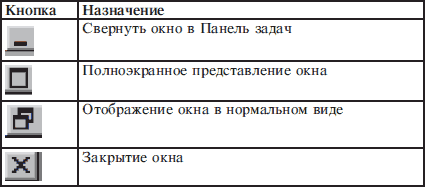 Кнопка Назначение
Свернуть окно в Панель задач
Полноэкранное представление окна
Отображение окна в нормальном виде
Закрытие окна